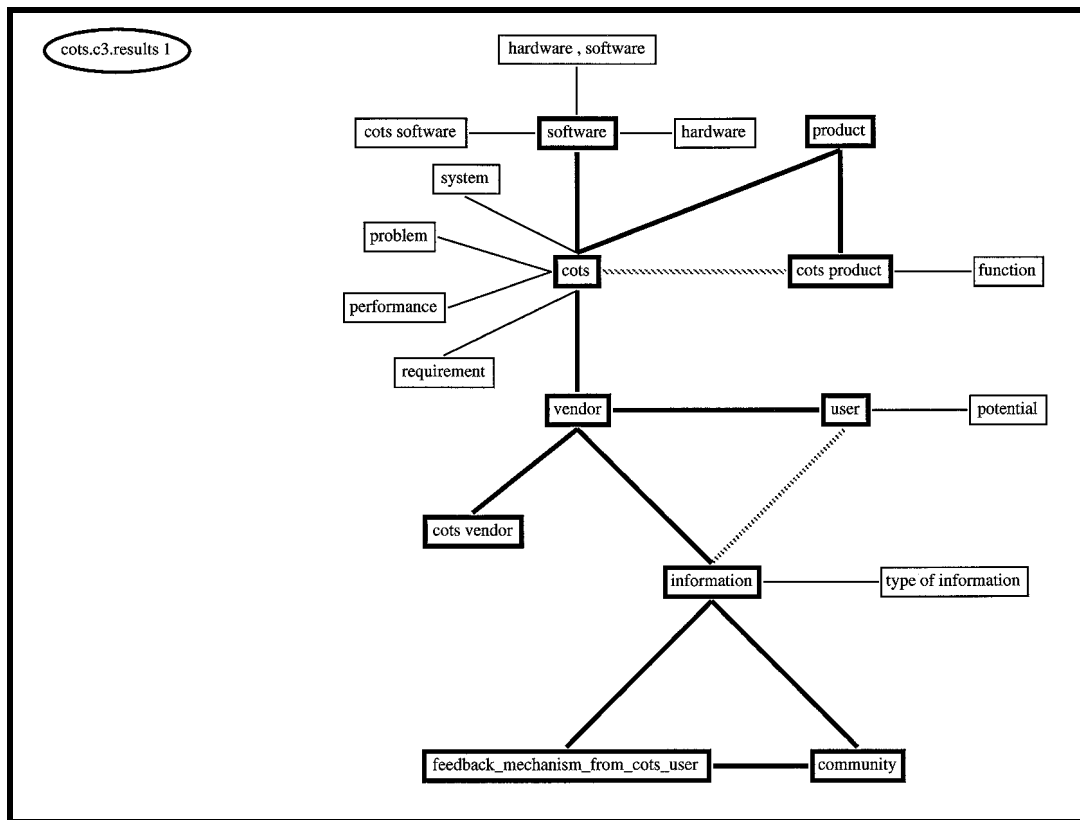 cots.c3.results 1
hardware , software
cots software
software
hardware
product
system
problem
cots
cots product
function
performance
requirement
vendor
user
potential
cots vendor
information
type of information
feedback_mechanism_from_cots_user
community